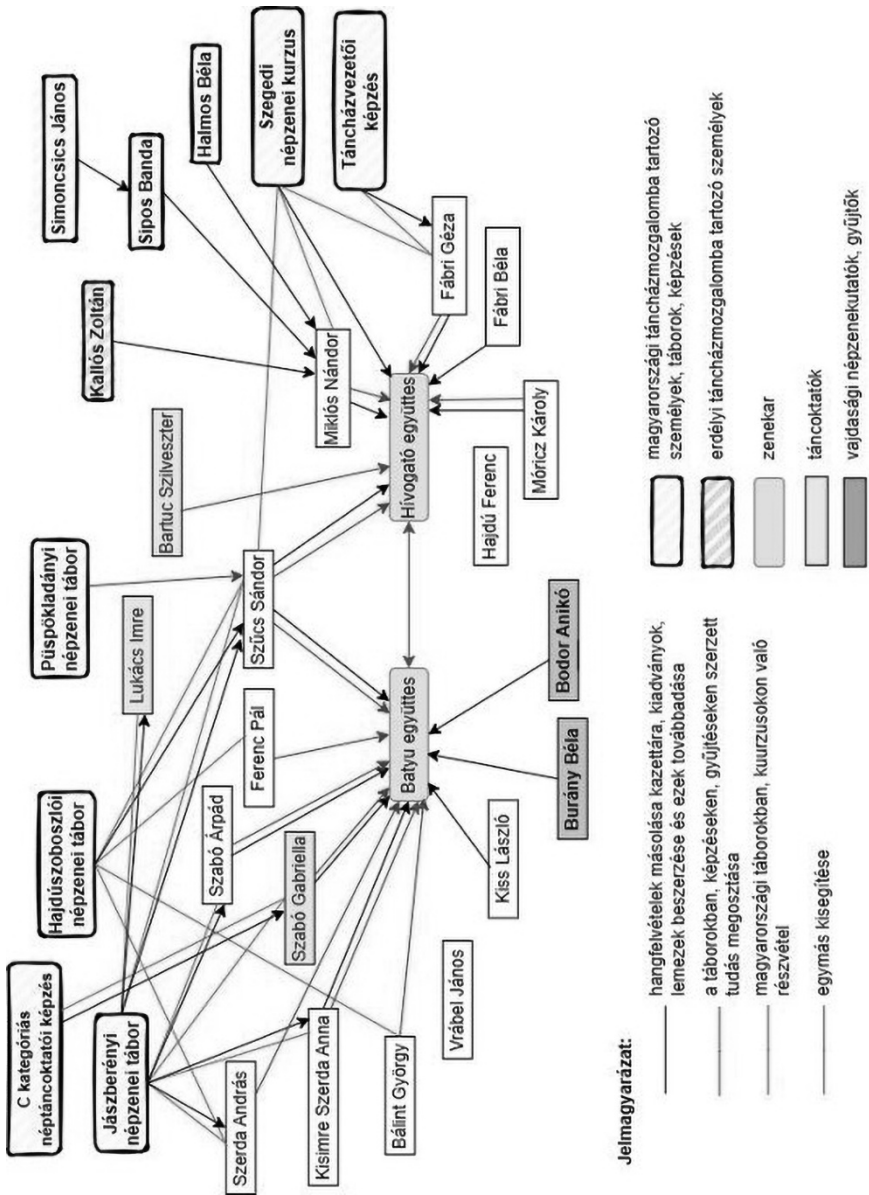 C kategóriás
néptáncoktatói képzés
Jászberényi
népzenei tábor
Hajdúszoboszlói
népzenei tábor
Püspökladányi
népzenei tábor
Kallós Zoltán
Simoncsics János
Sipos Banda
Halmos Béla
Szegedi
népzenei kurzus
Táncházvezetői
képzés
Lukács Imre
Bartuc Szilveszter
Szerda András
Kisimre Szerda Anna
Bálint György
Vrábel János
Szabó Árpád
Szabó Gabriella
Ferenc Pál
Szűcs Sándor
Miklós Nándor
Fábri Géza
Fábri Béla
Batyu együttes
Hívogató együttes
Kiss László
Burány Béla
Bodor Anikó
Hajdú Ferenc
Móricz Károly
Jelmagyarázat:
hangfelvételek másolása kazettára, kiadványok,
lemezek beszerzése és ezek továbbadása
a táborokban, képzéseken, gyűjtéseken szerzett
tudás megosztása
magyarországi táborokban, kuurzusokon való
részvétel
egymás kisegítése
magyarországi táncházmozgalomba tartozó
személyek, táborok, képzések
erdélyi táncházmozgalomba tartozó személyek
zenekar
táncoktatók
vajdasági népzenekutatók, gyűjtők